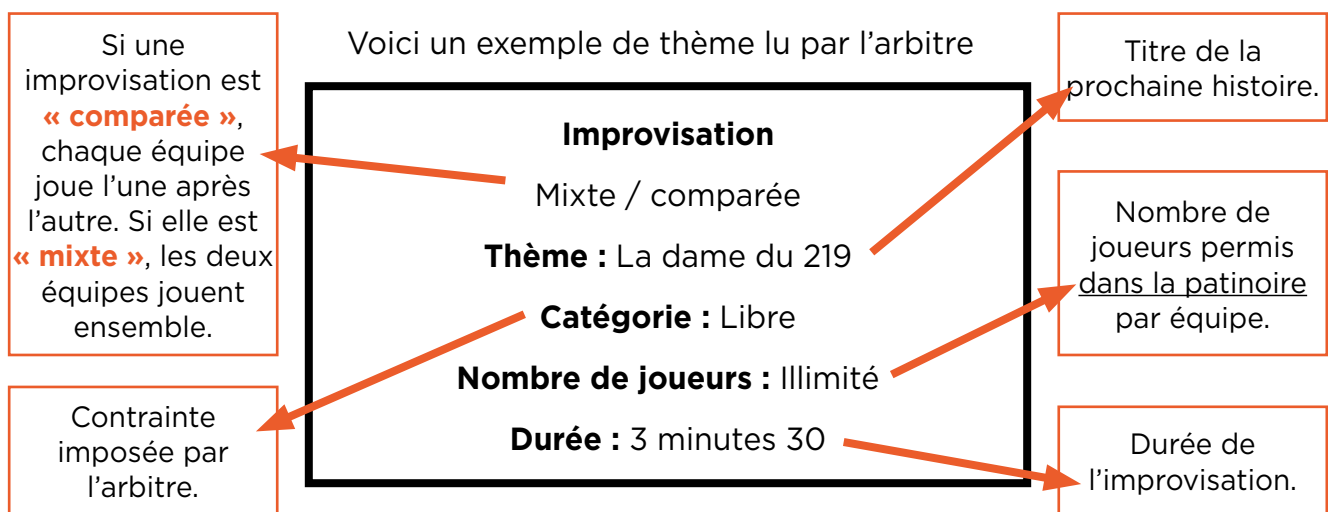 Voici un exemple de thème lu par l’arbitre
Si une
improvisation est
« comparée »,
chaque équipe
joue l’une après
l’autre. Si elle est
« mixte », les deux
équipes jouent
ensemble.
Contrainte
imposée par
l’arbitre.
Improvisation
Mixte / comparée
Thème : La dame du 219
Catégorie : Libre
Nombre de joueurs : Illimité
Durée : 3 minutes 30
Titre de la
prochaine histoire.
Nombre de
joueurs permis
dans la patinoire
par équipe.
Durée de
l’improvisation.